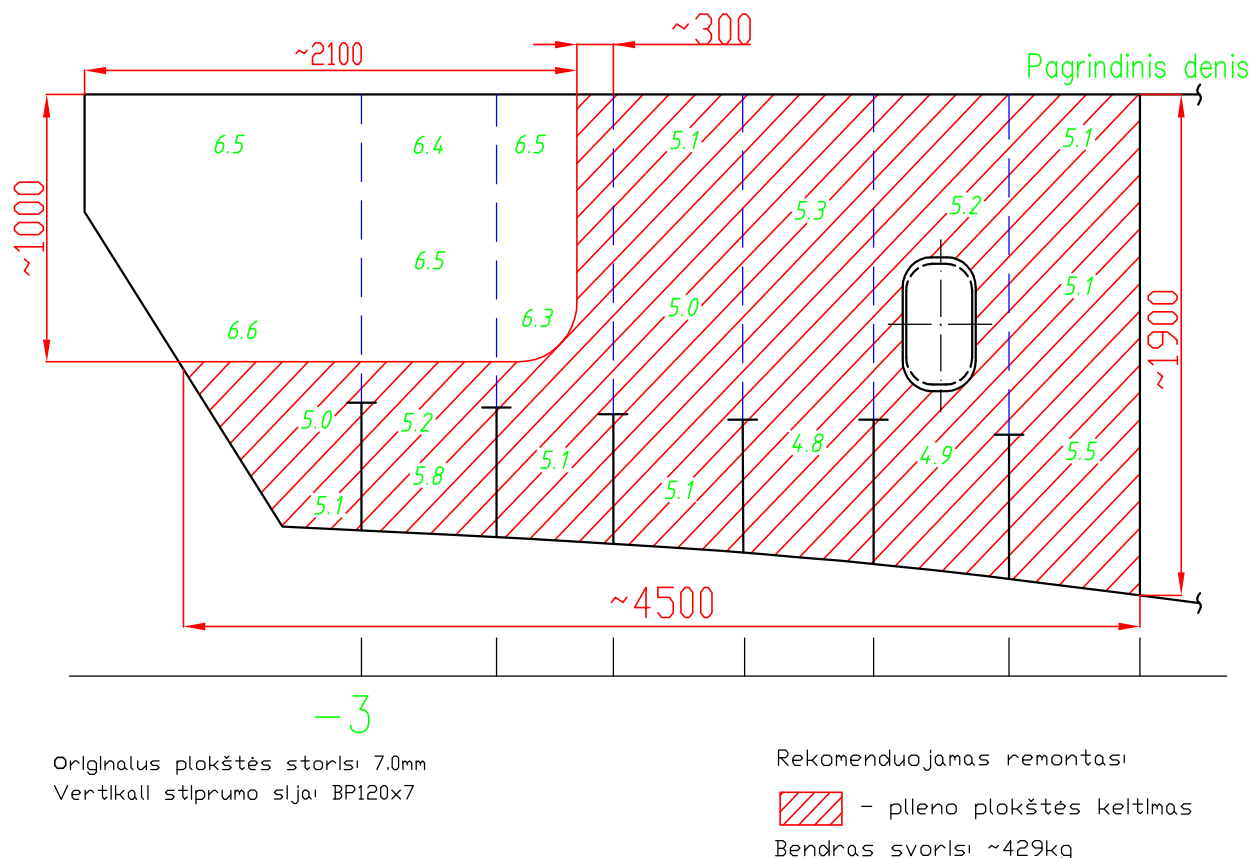 ~300
~2100
Pagrindinis denis
6.5 6.4 6.5 5.1 5.1
~1000
5.3 5.2
6.5
5.1
5.0
6.6 6.3
~1900
5.0 5.2
5.1 4.8 4.9 5.5
5.8
5.1 5.1
~4500
-3
Originalus plokštės storis: 7.0mm
Vertikali stiprumo sija: BP120x7
Rekomenduojamas remontas:
- plieno plokštės keitimas
Bendras svoris: ~429kg